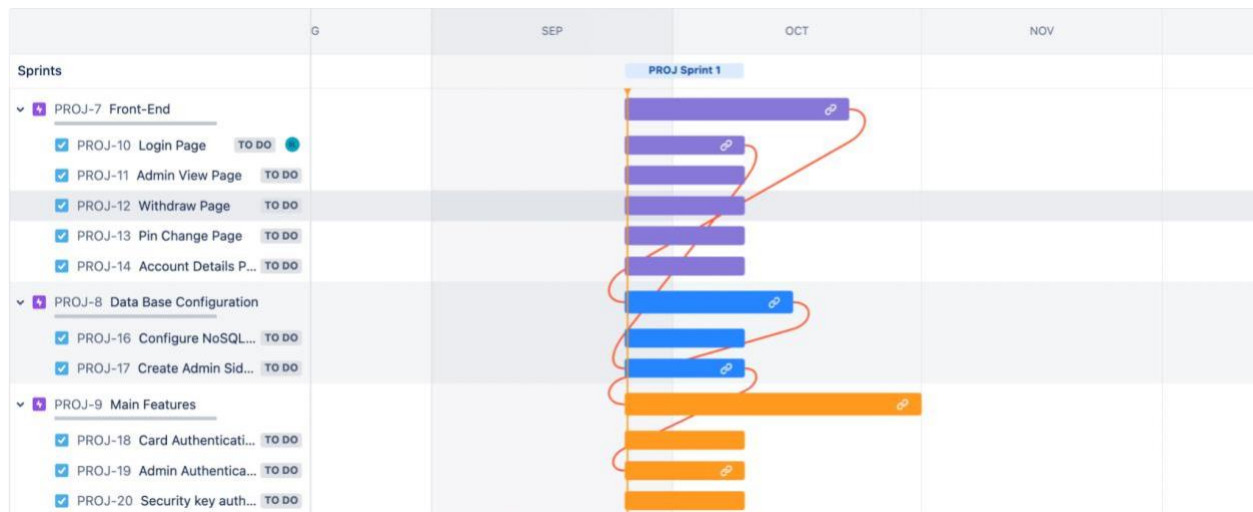 G SEP OCT NOV
Sprints PROJ Sprint 1
PROJ-7 Front-End
PROJ-10 Login Page TO DO
PROJ-11 Admin View Page TO DO
PROJ-12 Withdraw Page TO DO
PROJ-13 Pin Change Page TO DO
PROJ-14 Account Details P... TO DO
PROJ-8 Data Base Configuration
PROJ-16 Configure NoSQL... TO DO
PROJ-17 Create Admin Sid... TO DO
PROJ-9 Main Features
PROJ-18 Card Authenticati... TO DO
PROJ-19 Admin Authentica... TO DO
PROJ-20 Security key auth... TO DO